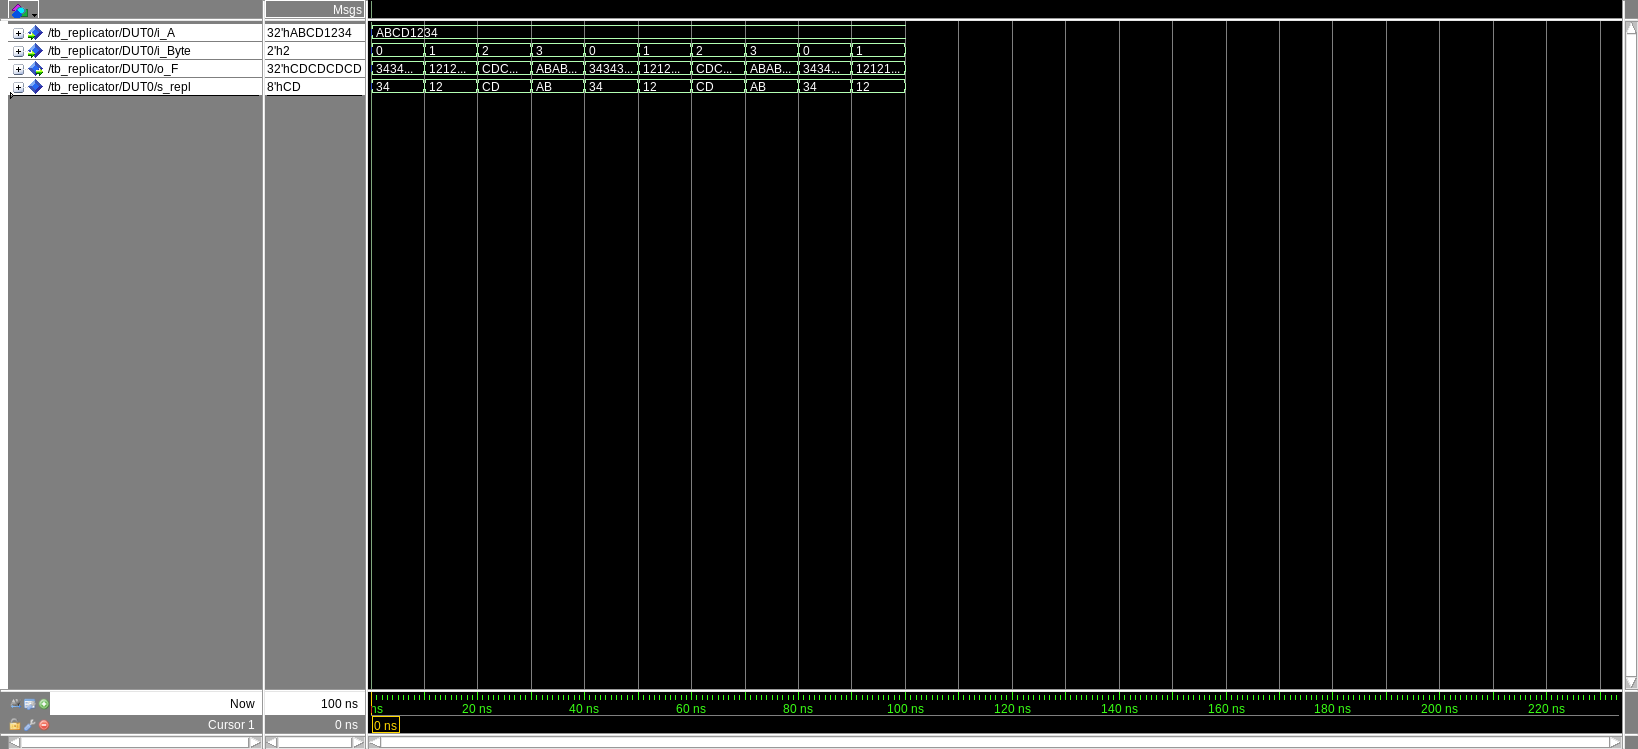 Msgs
/tb_replicator/DUT0/i_A 32'hABCD1234 ABCD1234
/tb_replicator/DUT0/i_Byte 2'h2 0 1 2 3 0 1 2 3 0 1
/tb_replicator/DUT0/o_F 32'hCDCDCDCD 3434... 1212... CDC... ABAB... 34343... 1212... CDC... ABAB... 3434... 12121...
/tb_replicator/DUT0/s_repl 8'hCD 34 12 CD AB 34 12 CD AB 34 12
Now 100 ns ns 20 ns 40 ns 60 ns 80 ns 100 ns 120 ns 140 ns 160 ns 180 ns 200 ns 220 ns
Cursor 1 0 ns 0 ns